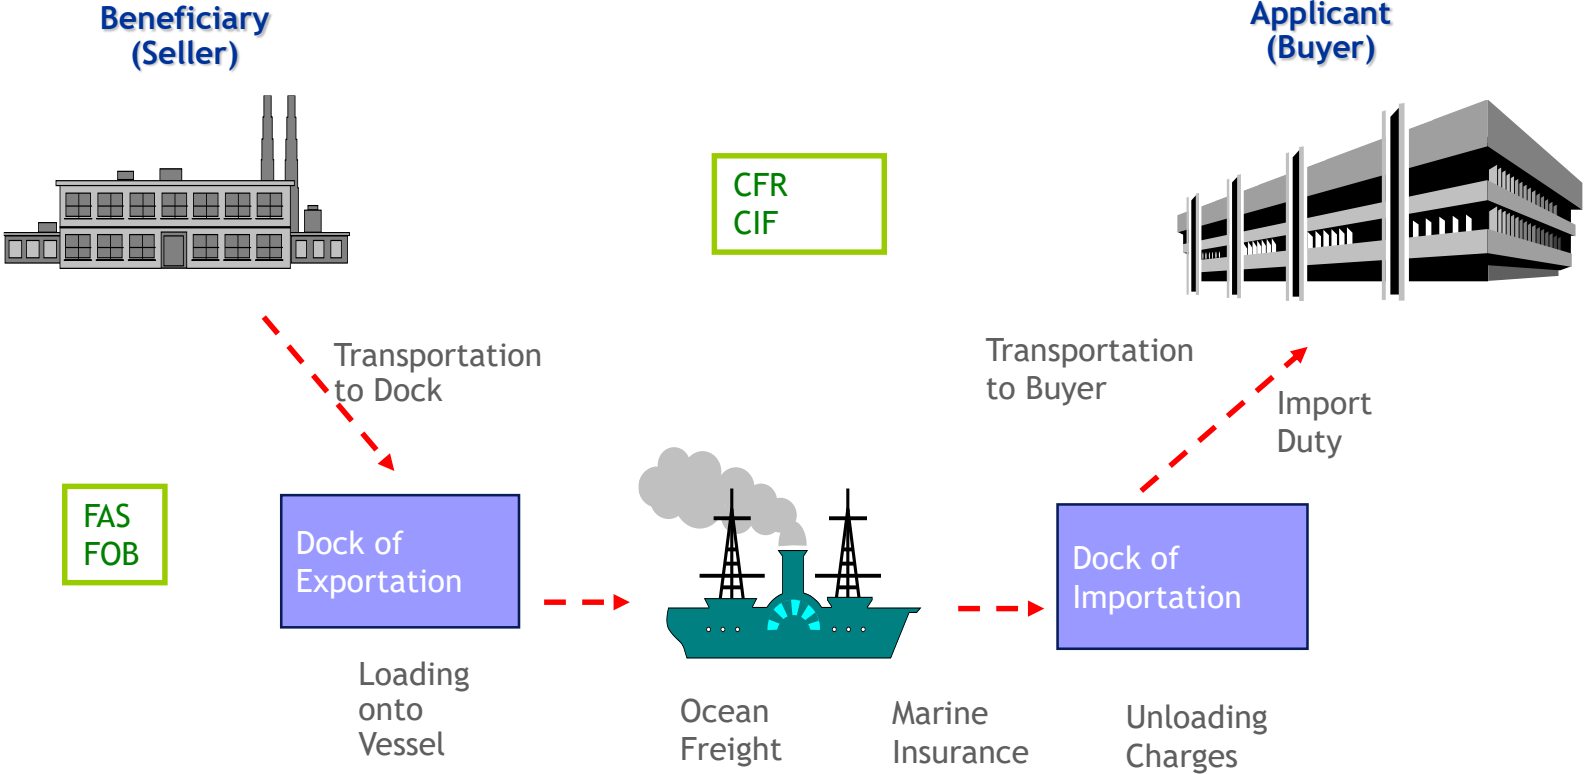 Beneficiary
(Seller)
Applicant
(Buyer)
CFR
CIF
Transportation
to Dock
Transportation
to Buyer
Import
Duty
FAS
FOB
Dock of
Exportation
Dock of
Importation
Loading
onto
Vessel
Ocean
Freight
Marine
Insurance
Unloading
Charges